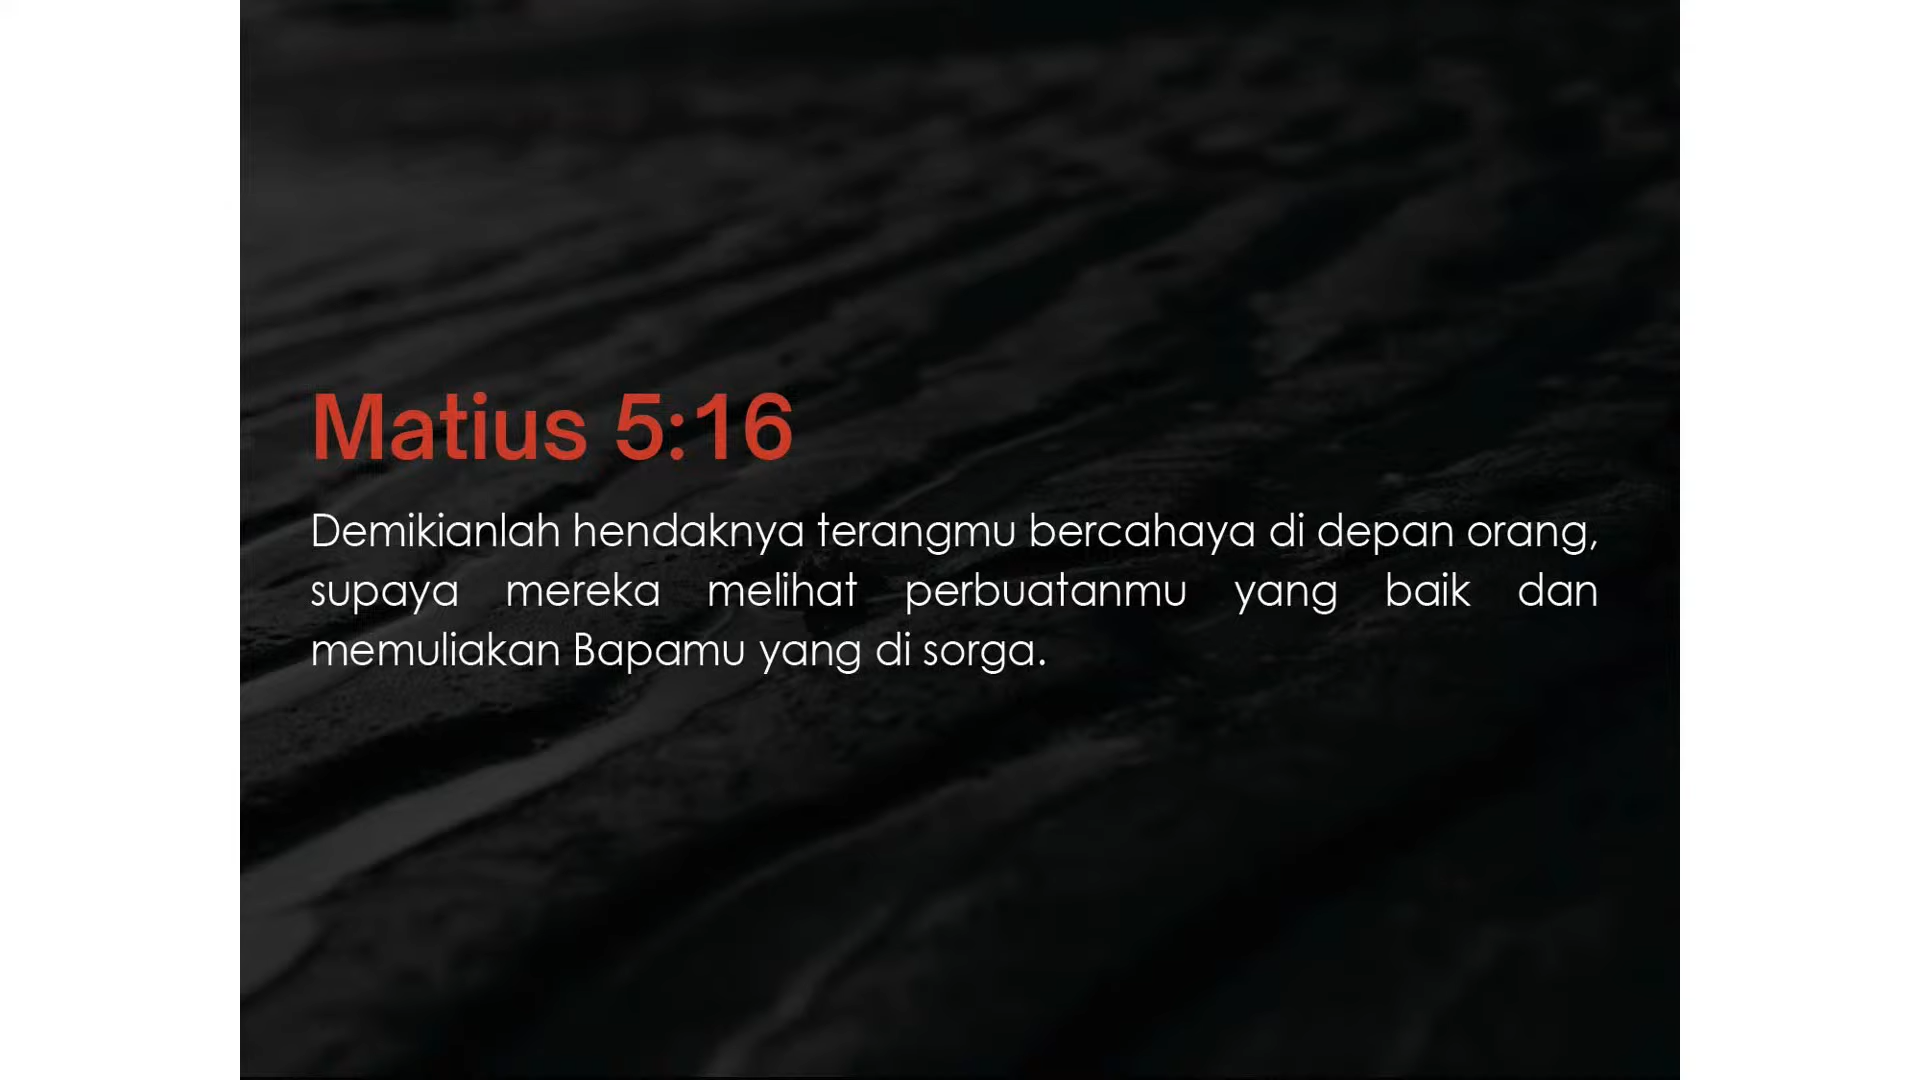 Matius 5:16
Demikianlah hendaknya terangmu bercahaya di depan orang,
supaya mereka melihat perbuatanmu yang baik dan
memuliakan Bapamu yang di sorga.